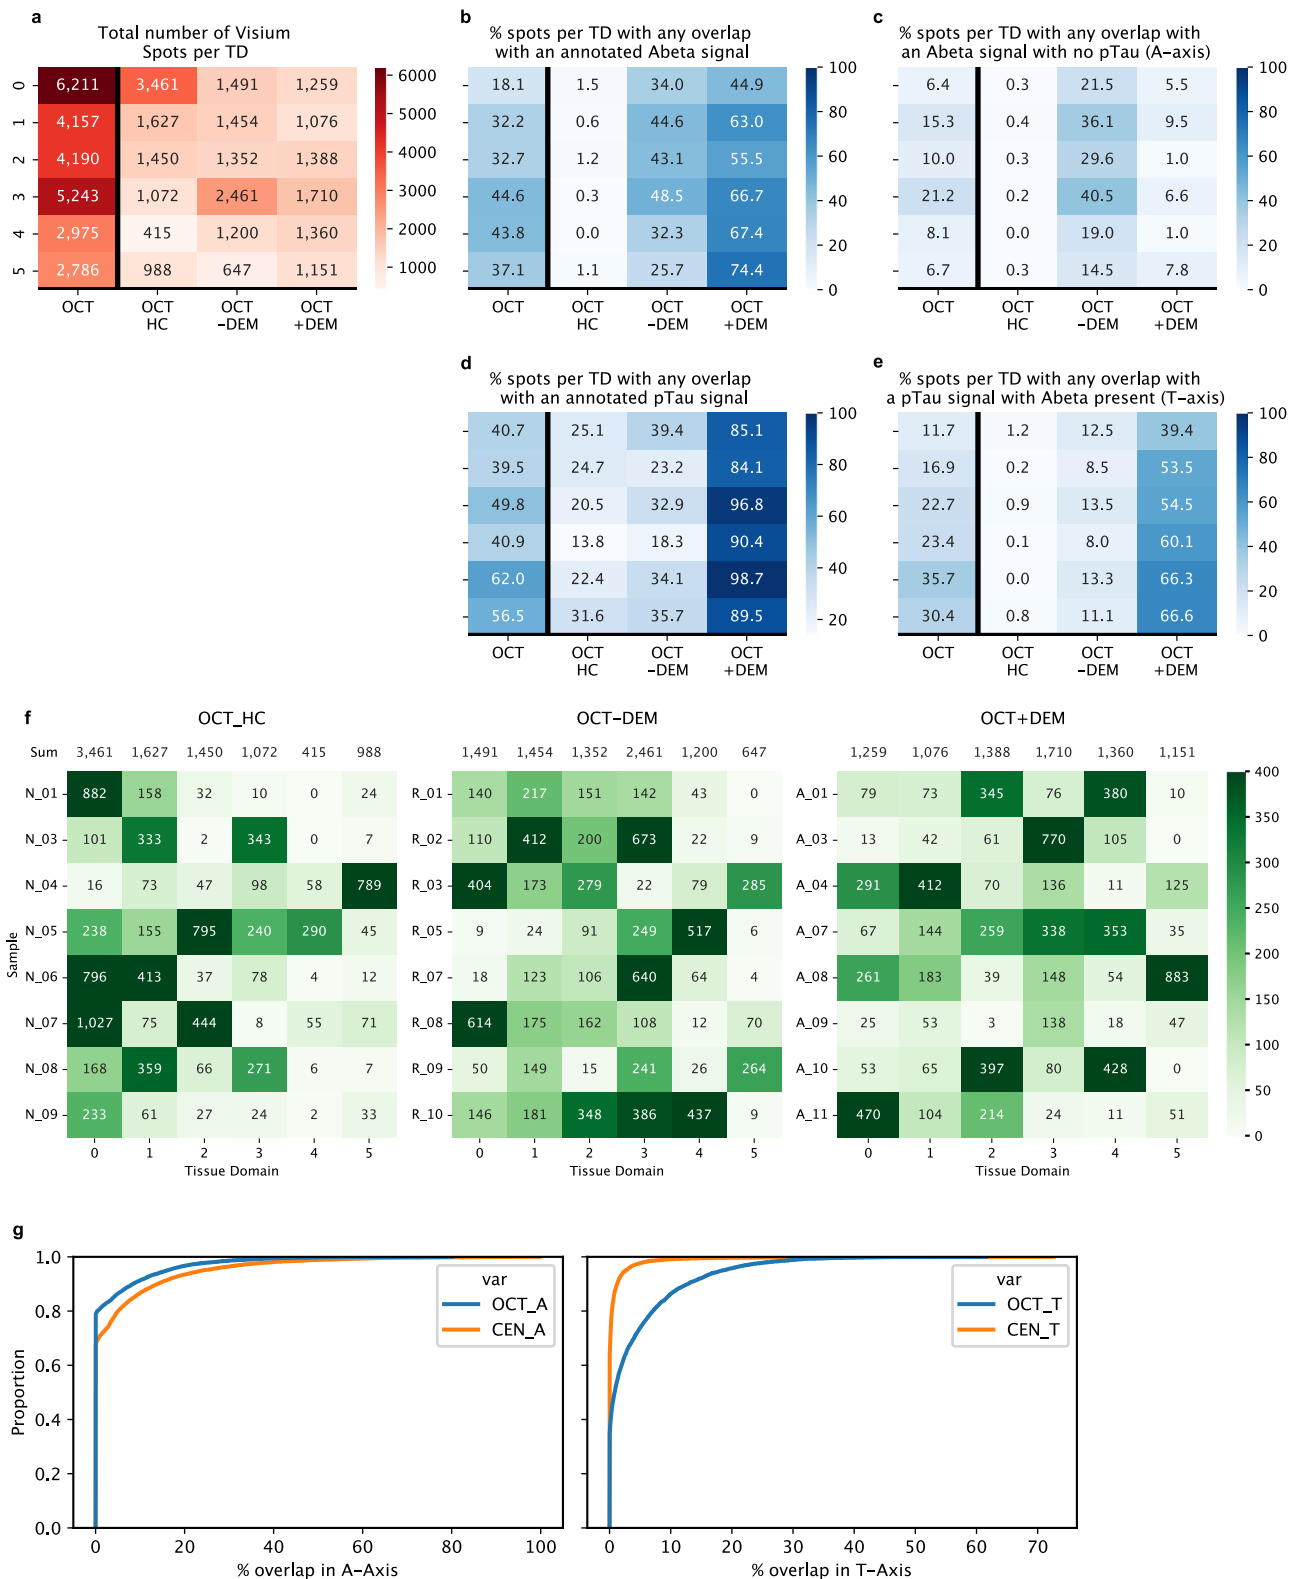 a
Total number of Visium
Spots per TD
0 6,211 3,461 1,491 1,259
1 4,157 1,627 1,454 1,076
2 4,190 1,450 1,352 1,388
3 5,243 1,072 2,461 1,710
4 2,975 415 1,200 1,360
5 2,786 988 647 1,151
OCT OCT OCT OCT
HC −DEM +DEM
6000
5000
4000
3000
2000
1000
b
% spots per TD with any overlap
with an annotated Abeta signal
18.1 1.5 34.0 44.9
32.2 0.6 44.6 63.0
32.7 1.2 43.1 55.5
44.6 0.3 48.5 66.7
43.8 0.0 32.3 67.4
37.1 1.1 25.7 74.4
OCT OCT OCT OCT
HC −DEM +DEM
100
80
60
40
20
0
c
% spots per TD with any overlap with
an Abeta signal with no pTau (A−axis)
6.4 0.3 21.5 5.5
15.3 0.4 36.1 9.5
10.0 0.3 29.6 1.0
21.2 0.2 40.5 6.6
8.1 0.0 19.0 1.0
6.7 0.3 14.5 7.8
OCT OCT OCT OCT
HC −DEM +DEM
100
80
60
40
20
0
d
% spots per TD with any overlap
with an annotated pTau signal
40.7 25.1 39.4 85.1
39.5 24.7 23.2 84.1
49.8 20.5 32.9 96.8
40.9 13.8 18.3 90.4
62.0 22.4 34.1 98.7
56.5 31.6 35.7 89.5
OCT OCT OCT OCT
HC −DEM +DEM
100
80
60
40
20
e
% spots per TD with any overlap with
a pTau signal with Abeta present (T−axis)
11.7 1.2 12.5 39.4
16.9 0.2 8.5 53.5
22.7 0.9 13.5 54.5
23.4 0.1 8.0 60.1
35.7 0.0 13.3 66.3
30.4 0.8 11.1 66.6
OCT OCT OCT OCT
HC −DEM +DEM
100
80
60
40
20
0
f
OCT_HC
Sum 3,461 1,627 1,450 1,072 415 988
N_01 882 158 32 10 0 24
N_03 101 333 2 343 0 7
N_04 16 73 47 98 58 789
N_05 238 155 795 240 290 45
N_06 796 413 37 78 4 12
N_07 1,027 75 444 8 55 71
N_08 168 359 66 271 6 7
N_09 233 61 27 24 2 33
Sample
0 1 2 3 4 5
Tissue Domain
OCT−DEM
1,491 1,454 1,352 2,461 1,200 647
R_01 140 217 151 142 43 0
R_02 110 412 200 673 22 9
R_03 404 173 279 22 79 285
R_05 9 24 91 249 517 6
R_07 18 123 106 640 64 4
R_08 614 175 162 108 12 70
R_09 50 149 15 241 26 264
R_10 146 181 348 386 437 9
0 1 2 3 4 5
Tissue Domain
OCT+DEM
1,259 1,076 1,388 1,710 1,360 1,151
A_01 79 73 345 76 380 10
A_03 13 42 61 770 105 0
A_04 291 412 70 136 11 125
A_07 67 144 259 338 353 35
A_08 261 183 39 148 54 883
A_09 25 53 3 138 18 47
A_10 53 65 397 80 428 0
A_11 470 104 214 24 11 51
0 1 2 3 4 5
Tissue Domain
400
350
300
250
200
150
100
50
0
g
1.0
0.8
0.6
0.4
0.2
0.0
Proportion
var
OCT_A
CEN_A
0 20 40 60 80 100
% overlap in A−Axis
var
OCT_T
CEN_T
0 10 20 30 40 50 60 70
% overlap in T−Axis